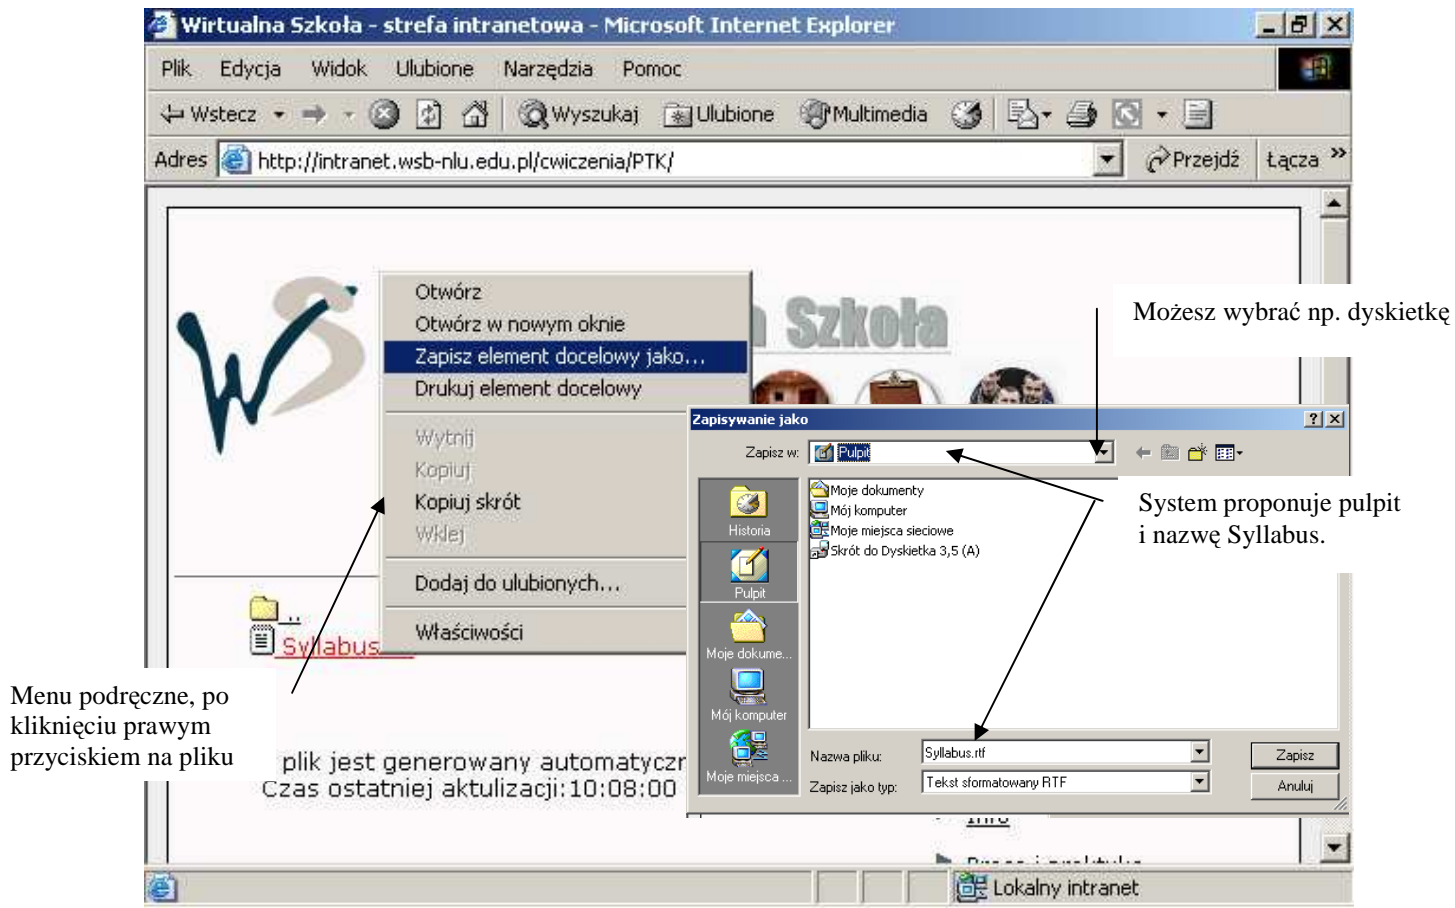 Wirtualna Szkoła - strefa intranetowa - Microsoft Internet Explorer
Plik Edycja Widok Ulubione Narzędzia Pomoc
Wstecz Wyszukaj Ulubione Multimedia
Adres http://intranet.wsb-nlu.edu.pl/cwiczenia/PTK/ Przejdź Łącza »
WS
Szkoła
Otwórz
Otwórz w nowym oknie
Zapisz element docelowy jako...
Drukuj element docelowy
Wytnij
Kopiuj
Kopiuj skrót
Wklej
Dodaj do ulubionych...
Właściwości
Możesz wybrać np. dyskietkę
Zapisywanie jako
Zapisz w: Pulpit
Historia
Pulpit
Moje dokume...
Mój komputer
Moje miejsca ...
Moje dokumenty
Mój komputer
Moje miejsca sieciowe
Skrót do Dyskietka 3,5 (A)
Nazwa pliku: Syllabus.rtf Zapisz
Zapisz jako typ: Tekst sformatowany RTF Anuluj
System proponuje pulpit
i nazwę Syllabus.
..
Syllabus
Menu podręczne, po
kliknięciu prawym
przyciskiem na pliku
plik jest generowany automatyczn
Czas ostatniej aktulizacji:10:08:00
Info
Lokalny intranet